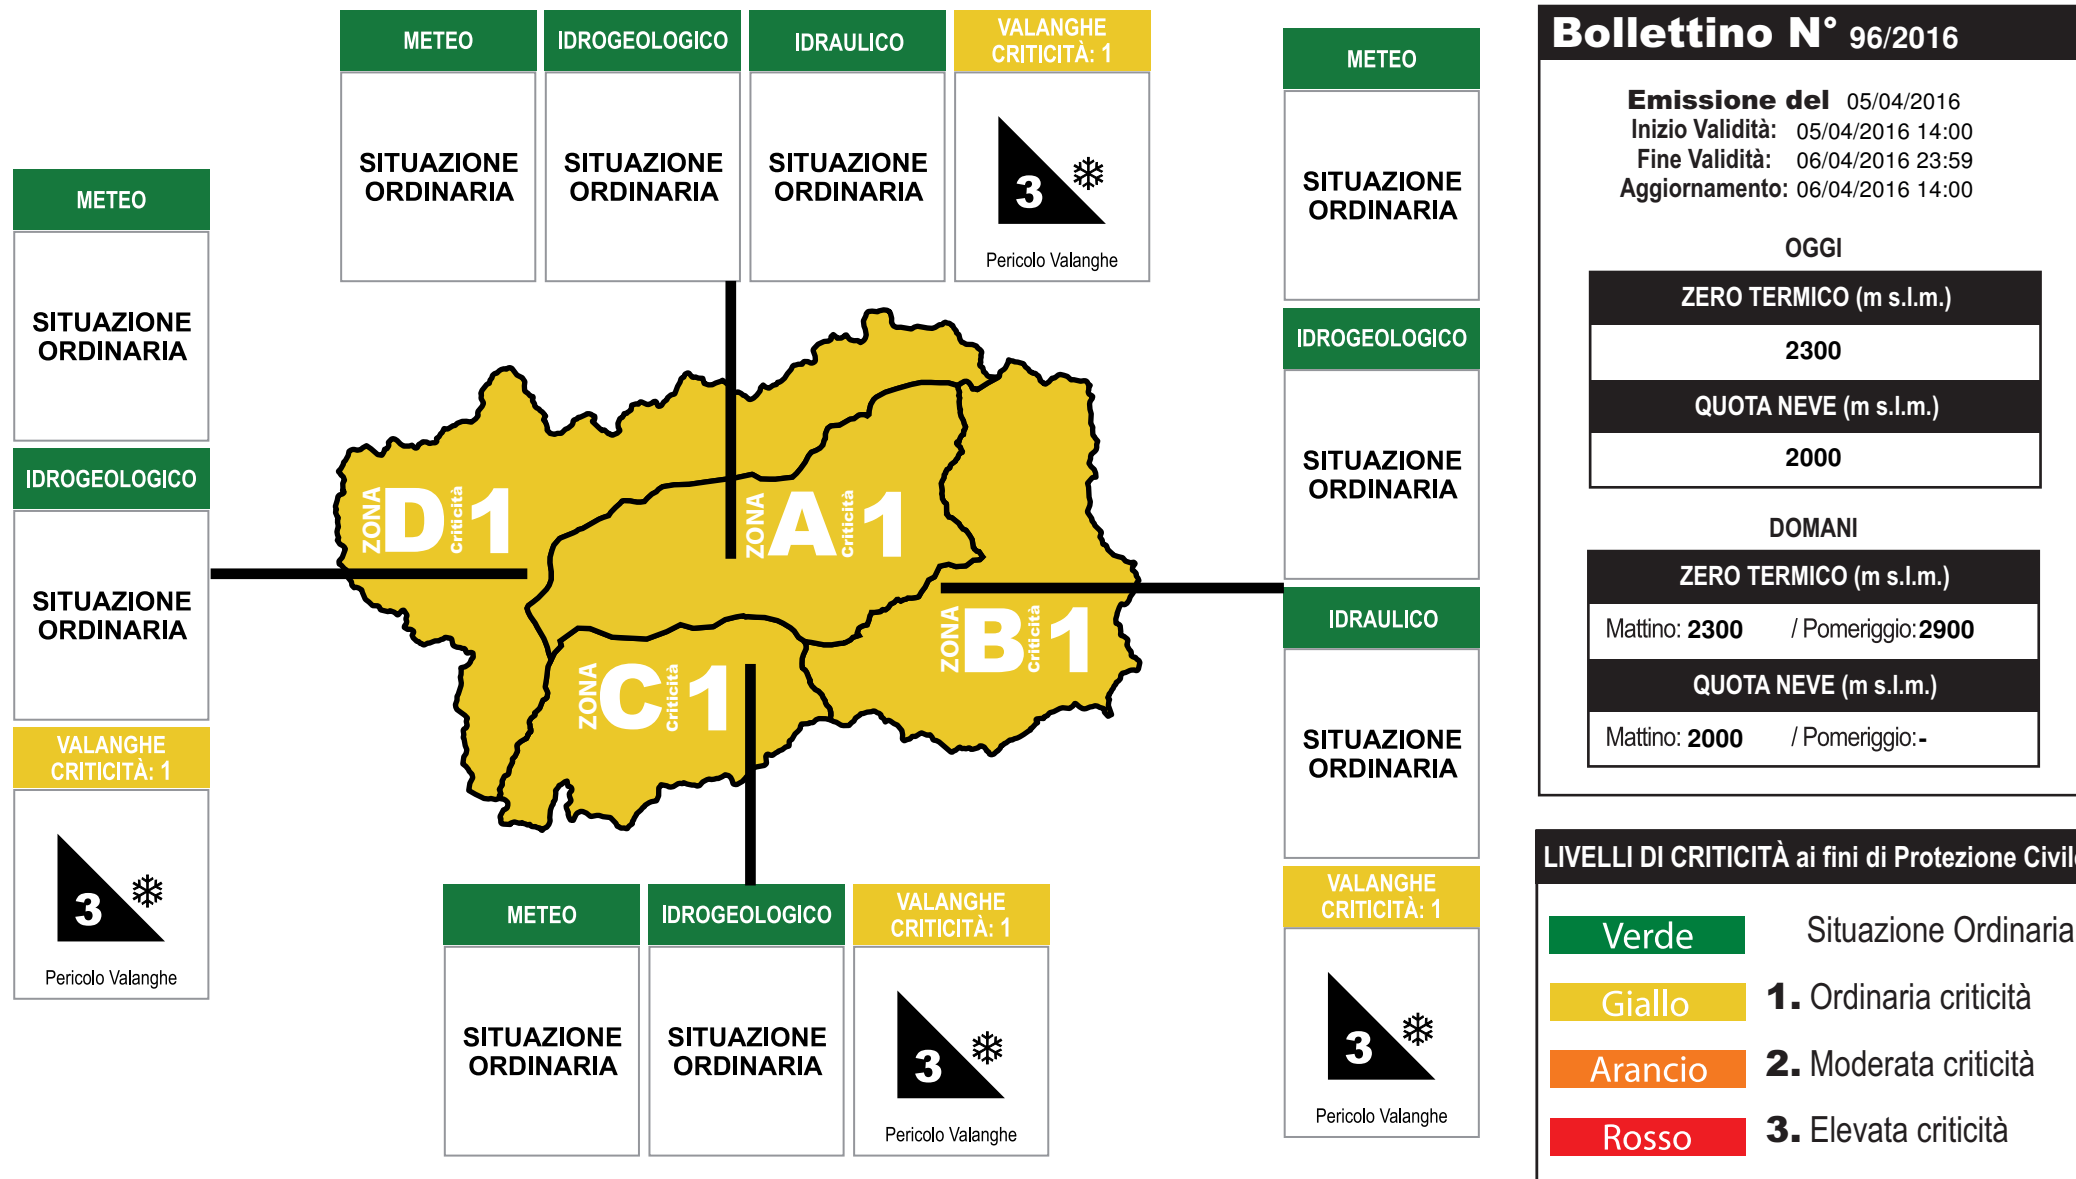 METEO
SITUAZIONE
ORDINARIA
IDROGEOLOGICO
SITUAZIONE
ORDINARIA
IDRAULICO
SITUAZIONE
ORDINARIA
VALANGHE
CRITICITÀ: 1
3
Pericolo Valanghe
METEO
SITUAZIONE
ORDINARIA
IDROGEOLOGICO
SITUAZIONE
ORDINARIA
VALANGHE
CRITICITÀ: 1
3
Pericolo Valanghe
ZONA D Criticità 1
ZONA A Criticità 1
ZONA B Criticità 1
ZONA C Criticità 1
METEO
SITUAZIONE
ORDINARIA
IDROGEOLOGICO
SITUAZIONE
ORDINARIA
VALANGHE
CRITICITÀ: 1
3
Pericolo Valanghe
METEO
SITUAZIONE
ORDINARIA
IDROGEOLOGICO
SITUAZIONE
ORDINARIA
IDRAULICO
SITUAZIONE
ORDINARIA
VALANGHE
CRITICITÀ: 1
3
Pericolo Valanghe
Bollettino N° 96/2016
Emissione del 05/04/2016
Inizio Validità: 05/04/2016 14:00
Fine Validità: 06/04/2016 23:59
Aggiornamento: 06/04/2016 14:00
OGGI
ZERO TERMICO (m s.l.m.)
2300
QUOTA NEVE (m s.l.m.)
2000
DOMANI
ZERO TERMICO (m s.l.m.)
Mattino: 2300 / Pomeriggio: 2900
QUOTA NEVE (m s.l.m.)
Mattino: 2000 / Pomeriggio: -
LIVELLI DI CRITICITÀ ai fini di Protezione Civile
Verde Situazione Ordinaria
Giallo 1. Ordinaria criticità
Arancio 2. Moderata criticità
Rosso 3. Elevata criticità